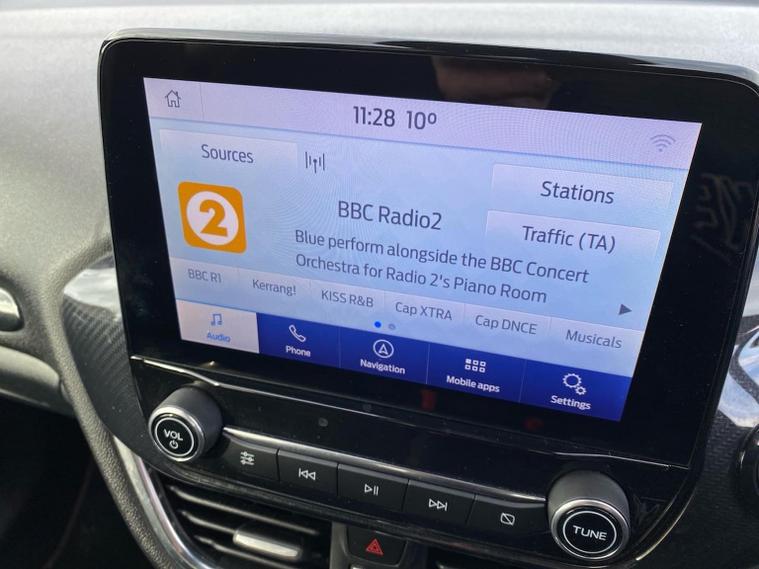 11:28 10°
Sources
Stations
2
BBC Radio2
Traffic (TA)
Blue perform alongside the BBC Concert
Orchestra for Radio 2's Piano Room
BBC R1 Kerrang! KISS R&B Cap XTRA Cap DNCE Musicals
Audio Phone Navigation Mobile apps Settings
VOL
TUNE